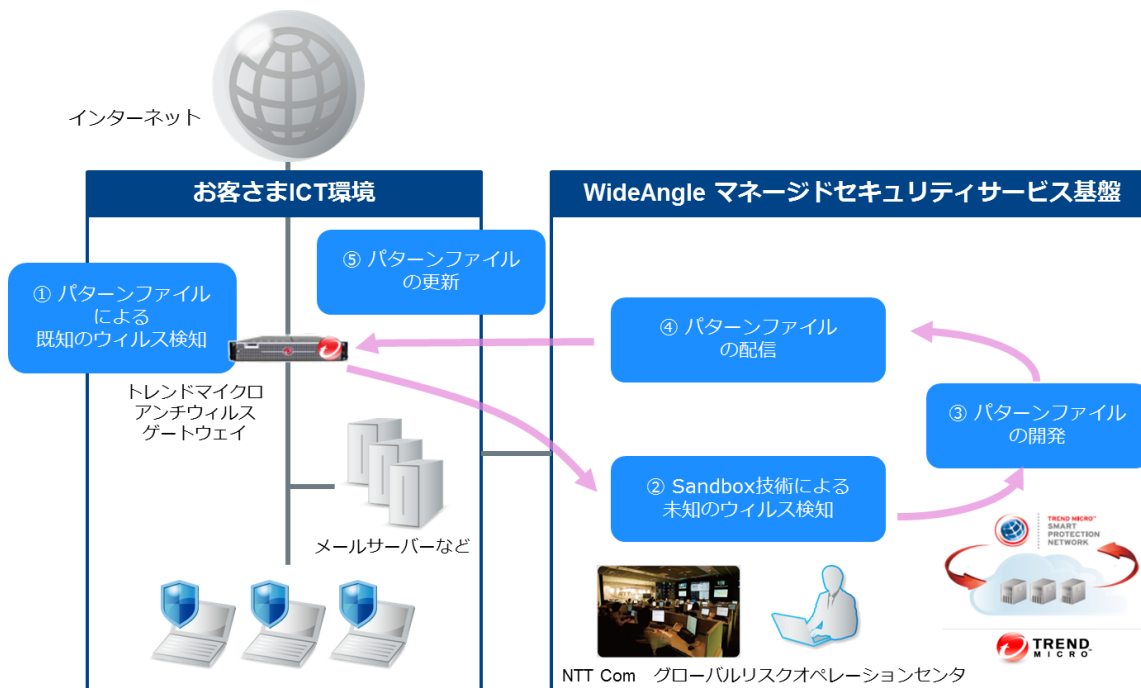 インターネット
お客さまICT環境
WideAngle マネージドセキュリティサービス基盤
⑤ パターンファイル
の更新
① パターンファイル
による
既知のウィルス検知
④ パターンファイル
の配信
トレンドマイクロ
アンチウィルス
ゲートウェイ
③ パターンファイル
の開発
② Sandbox技術による
未知のウィルス検知
メールサーバーなど
TREND MICRO™
SMART
PROTECTION
NETWORK
TREND
MICRO™
NTT Com グローバルリスクオペレーションセンタ